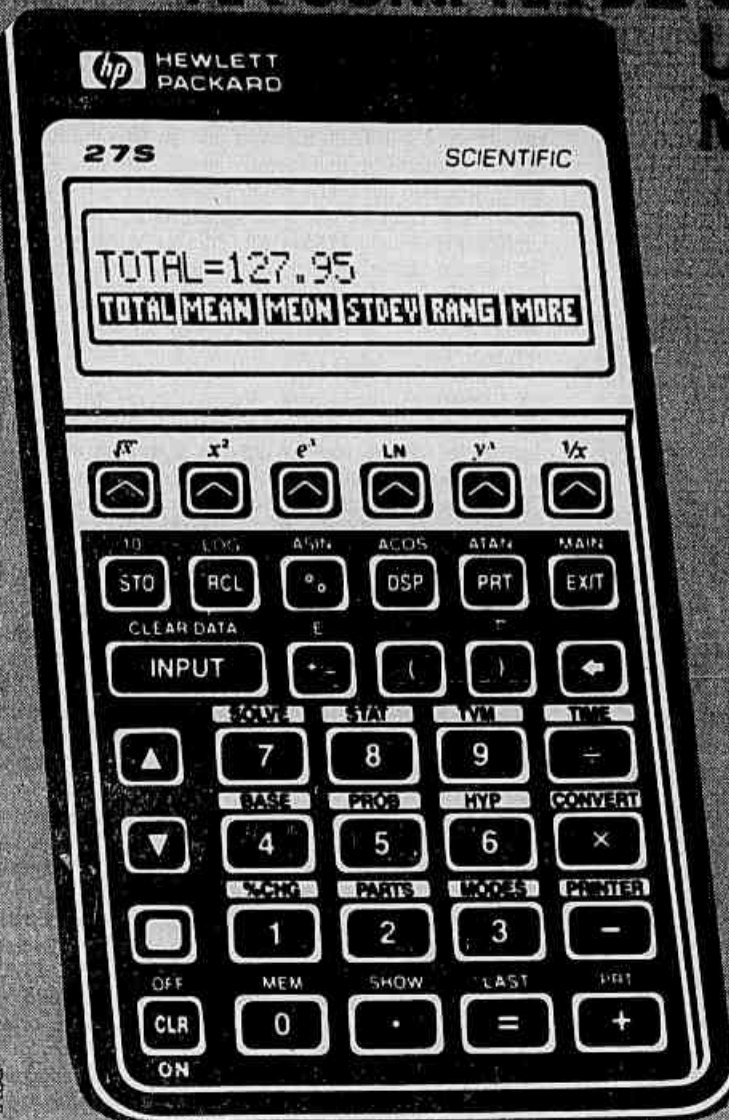 hp HEWLETT
PACKARD
27S SCIENTIFIC
TOTAL=127.95
TOTAL MEAN MEDN STDEV RANG MORE
√x x² eˣ LN yˣ 1/x
10 LOG ASIN ACOS ATAN MAIN
STO RCL % DSP PRT EXIT
CLEAR DATA E
INPUT +/- ( )
SOLVE STAT TVM TIME
7 8 9 ÷
BASE PROB HYP CONVERT
4 5 6 ×
%CHG PARTS MODES PRINTER
1 2 3 −
OFF MEM SHOW LAST PRT
CLR 0 . = +
ON